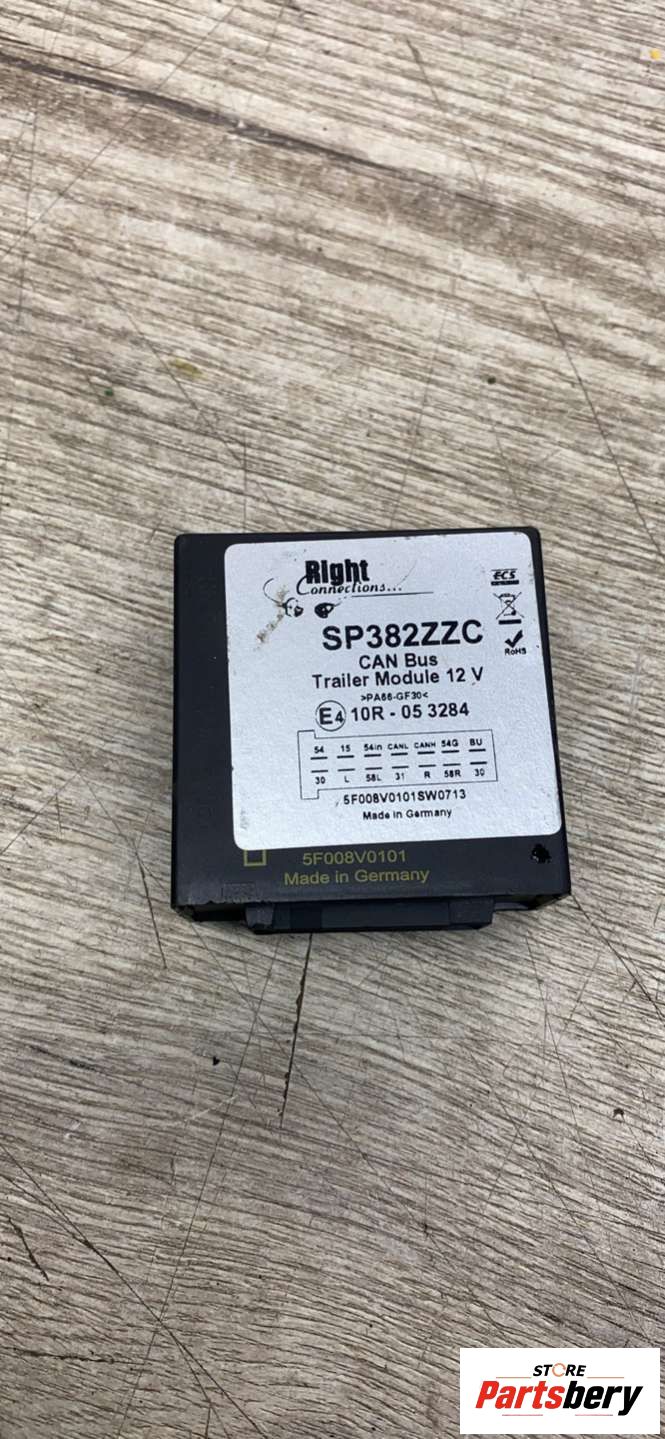 Right
Connections...
ECS
SP382ZZC
RoHS
CAN Bus
Trailer Module 12 V
>PA66-GF30<
E4 10R - 05 3284
54 15 54in CANL CANH 54G BU
30 L 58L 31 R 58R 30
5F008V0101SW0713
Made in Germany
5F008V0101
Made in Germany
STORE
Partsbery